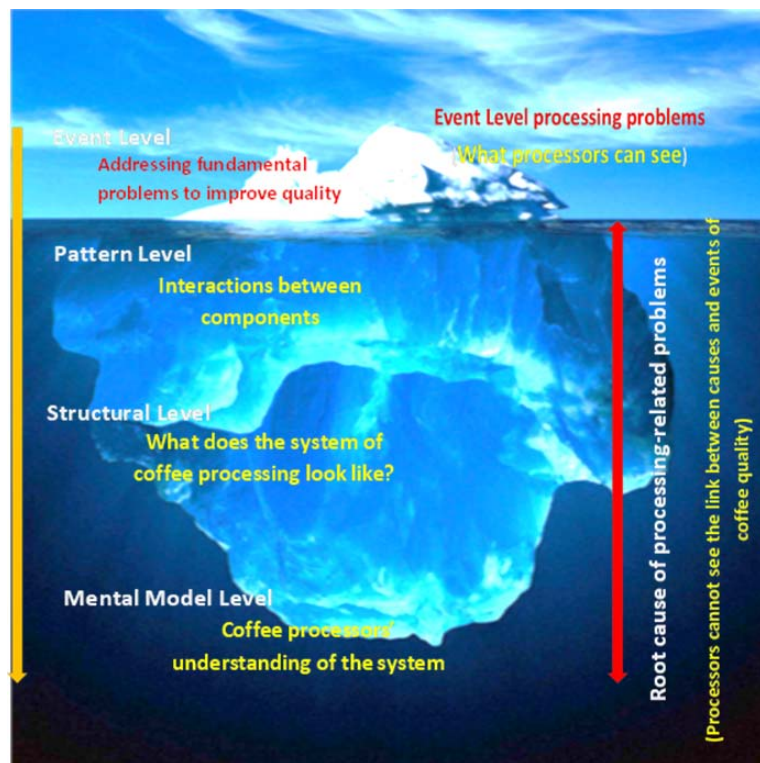 Event Level
Addressing fundamental
problems to improve quality
Event Level processing problems
(What processors can see)
Pattern Level
Interactions between
components
Structural Level
What does the system of
coffee processing look like?
Mental Model Level
Coffee processors'
understanding of the system
Root cause of processing-related problems
(Processors cannot see the link between causes and events of
coffee quality)